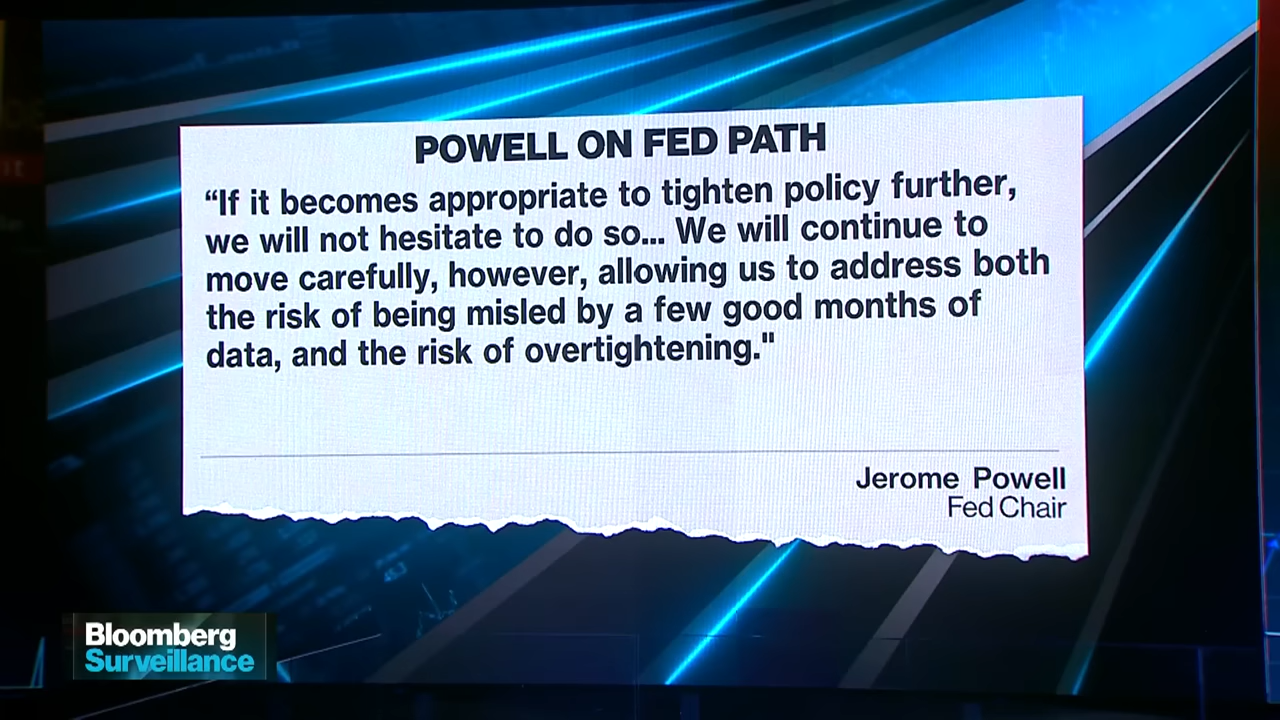 POWELL ON FED PATH
“If it becomes appropriate to tighten policy further,
we will not hesitate to do so... We will continue to
move carefully, however, allowing us to address both
the risk of being misled by a few good months of
data, and the risk of overtightening."
Jerome Powell
Fed Chair
Bloomberg
Surveillance